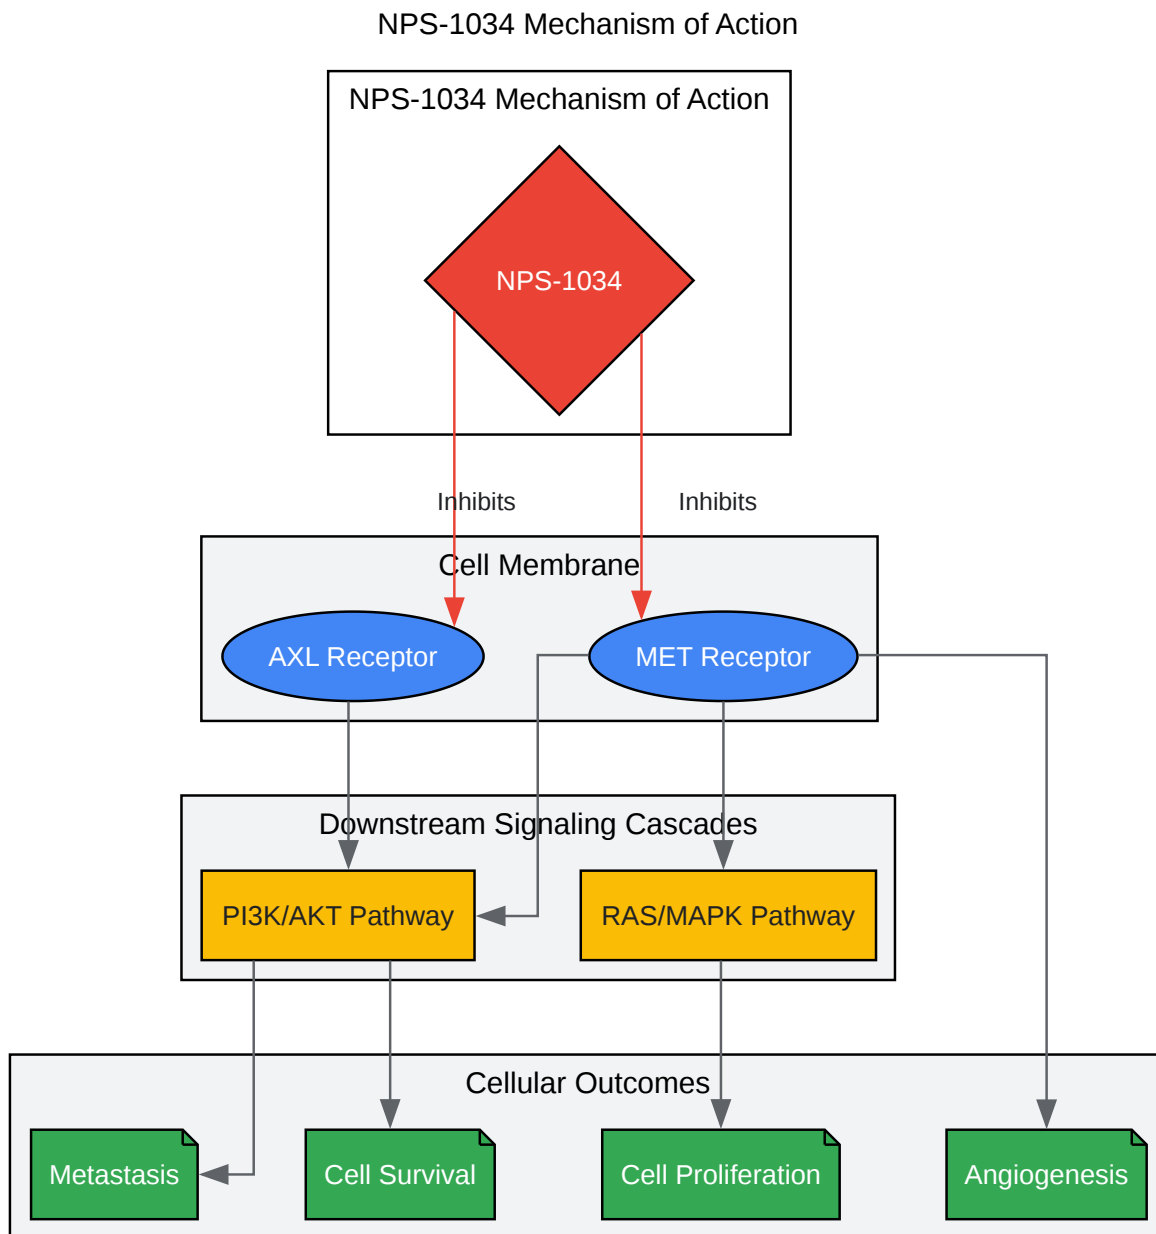 NPS-1034 Mechanism of Action
NPS-1034 Mechanism of Action
NPS-1034
Inhibits
Inhibits
Cell Membrane
AXL Receptor
MET Receptor
Downstream Signaling Cascades
PI3K/AKT Pathway
RAS/MAPK Pathway
Cellular Outcomes
Metastasis
Cell Survival
Cell Proliferation
Angiogenesis